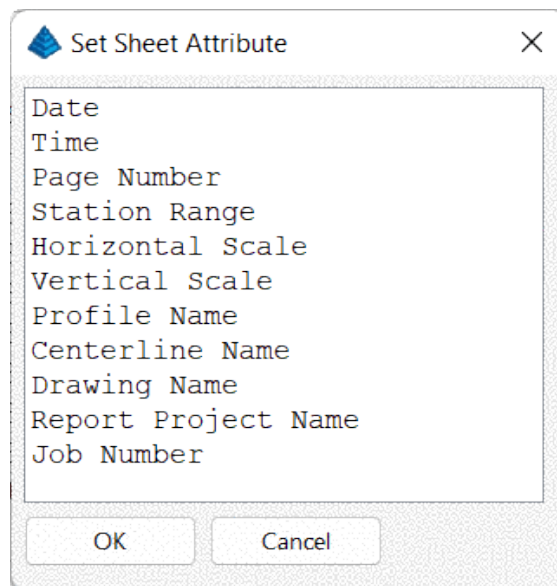 Set Sheet Attribute
Date
Time
Page Number
Station Range
Horizontal Scale
Vertical Scale
Profile Name
Centerline Name
Drawing Name
Report Project Name
Job Number
OK Cancel